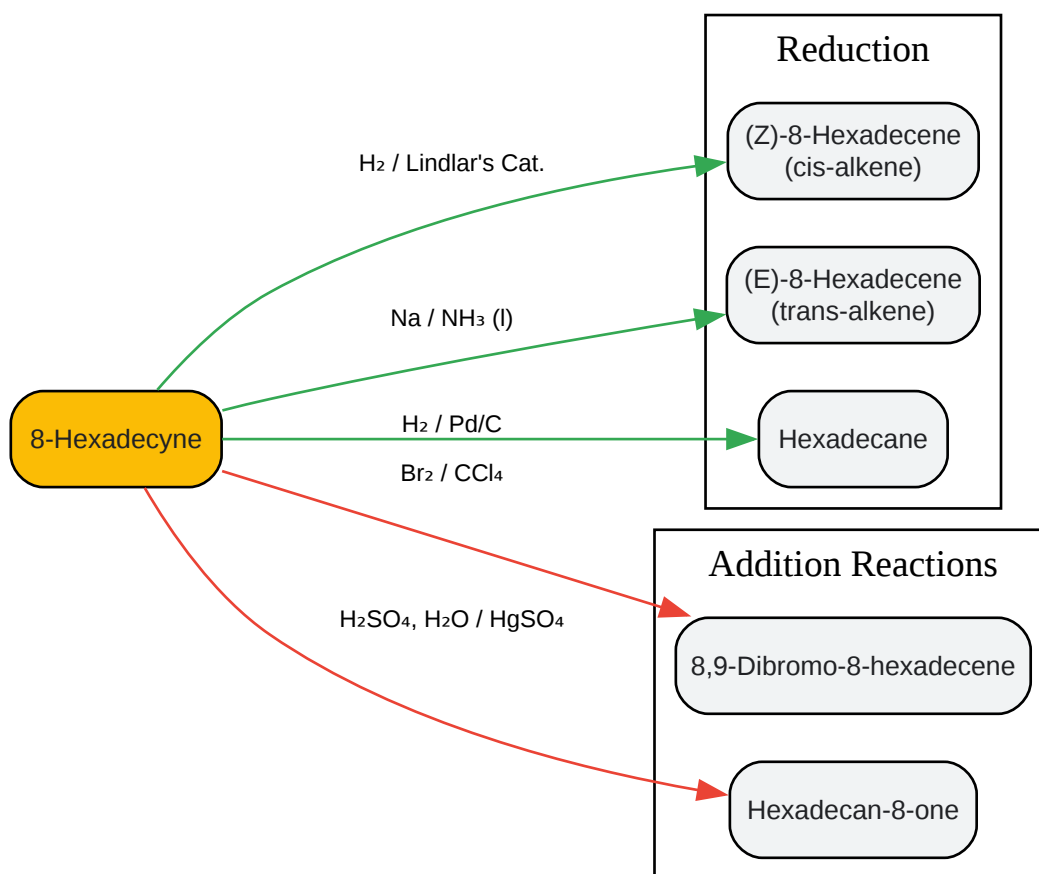 Reduction
(Z)-8-Hexadecene
(cis-alkene)
H₂ / Lindlar's Cat.
(E)-8-Hexadecene
(trans-alkene)
Na / NH₃ (l)
8-Hexadecyne
H₂ / Pd/C
Hexadecane
Br₂ / CCl₄
Addition Reactions
H₂SO₄, H₂O / HgSO₄
8,9-Dibromo-8-hexadecene
Hexadecan-8-one